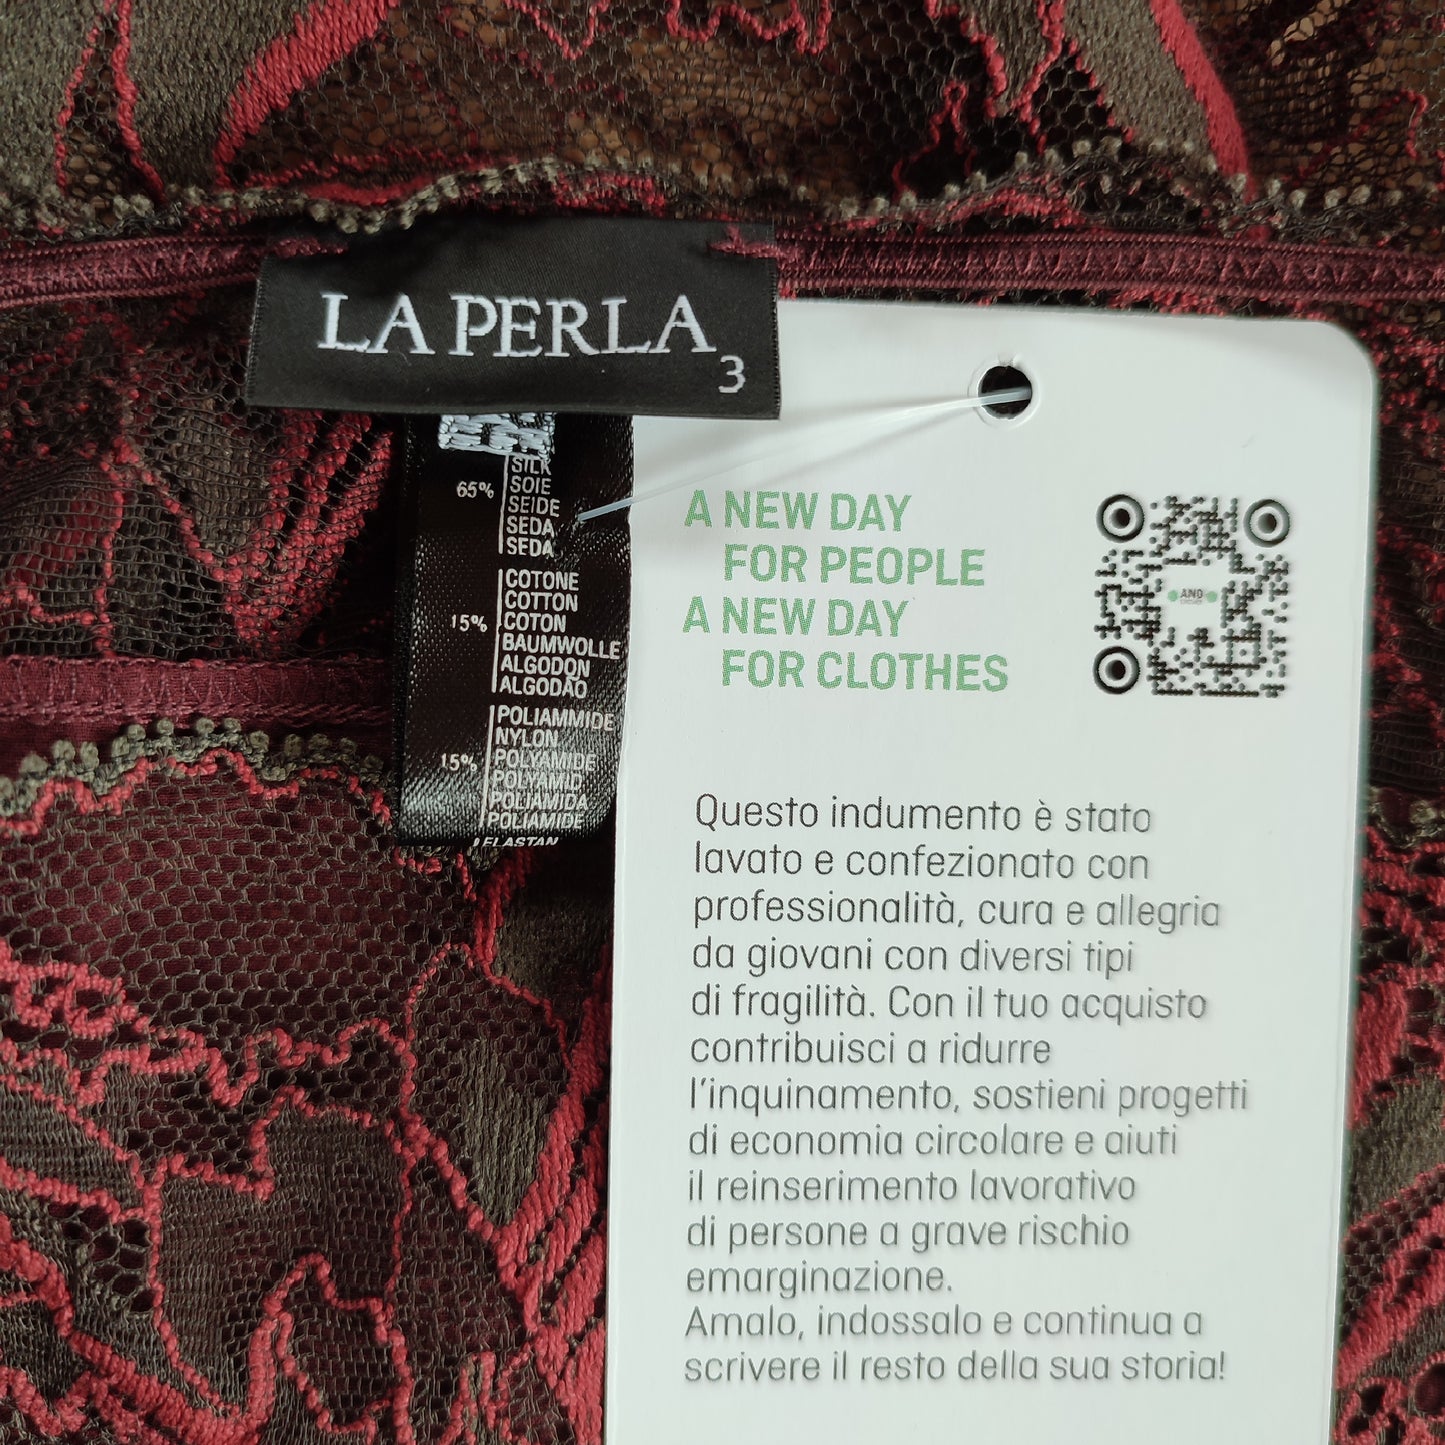 LA PERLA
3
SILK
65% SOIE
SEIDE
SEDA
SEDA
COTONE
COTTON
15% COTON
BAUMWOLLE
ALGODON
ALGODAO
POLIAMMIDE
NYLON
15% POLYAMIDE
POLYAMID
POLIAMIDA
POLIAMIDE
ELASTAN
A NEW DAY
FOR PEOPLE
A NEW DAY
FOR CLOTHES
AND
Questo indumento è stato
lavato e confezionato con
professionalità, cura e allegria
da giovani con diversi tipi
di fragilità. Con il tuo acquisto
contribuisci a ridurre
l'inquinamento, sostieni progetti
di economia circolare e aiuti
il reinserimento lavorativo
di persone a grave rischio
emarginazione.
Amalo, indossalo e continua a
scrivere il resto della sua storia!